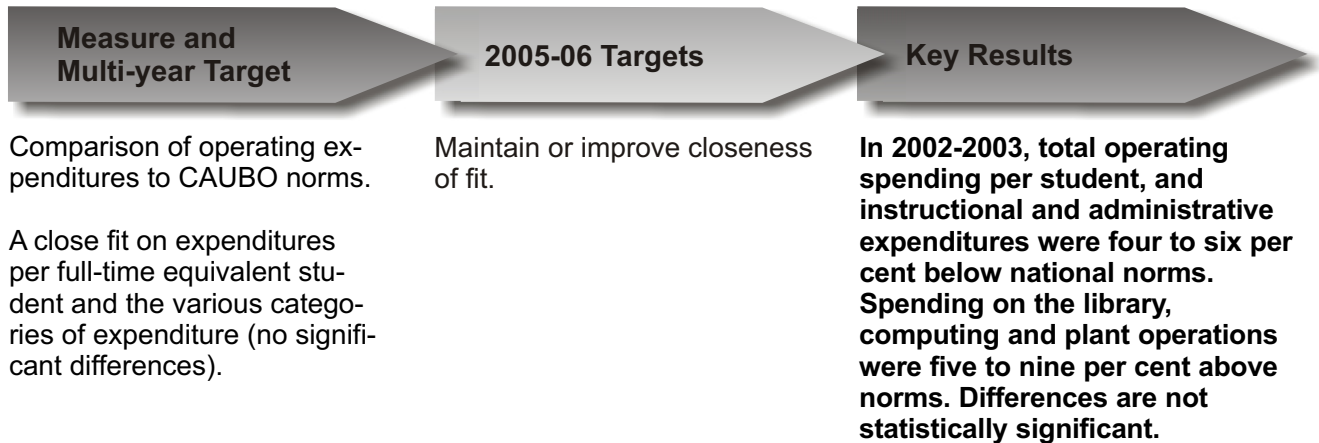 Measure and
Multi-year Target
2005-06 Targets
Key Results
Comparison of operating ex-
penditures to CAUBO norms.
A close fit on expenditures
per full-time equivalent stu-
dent and the various catego-
ries of expenditure (no signifi-
cant differences).
Maintain or improve closeness
of fit.
In 2002-2003, total operating
spending per student, and
instructional and administrative
expenditures were four to six per
cent below national norms.
Spending on the library,
computing and plant operations
were five to nine per cent above
norms. Differences are not
statistically significant.